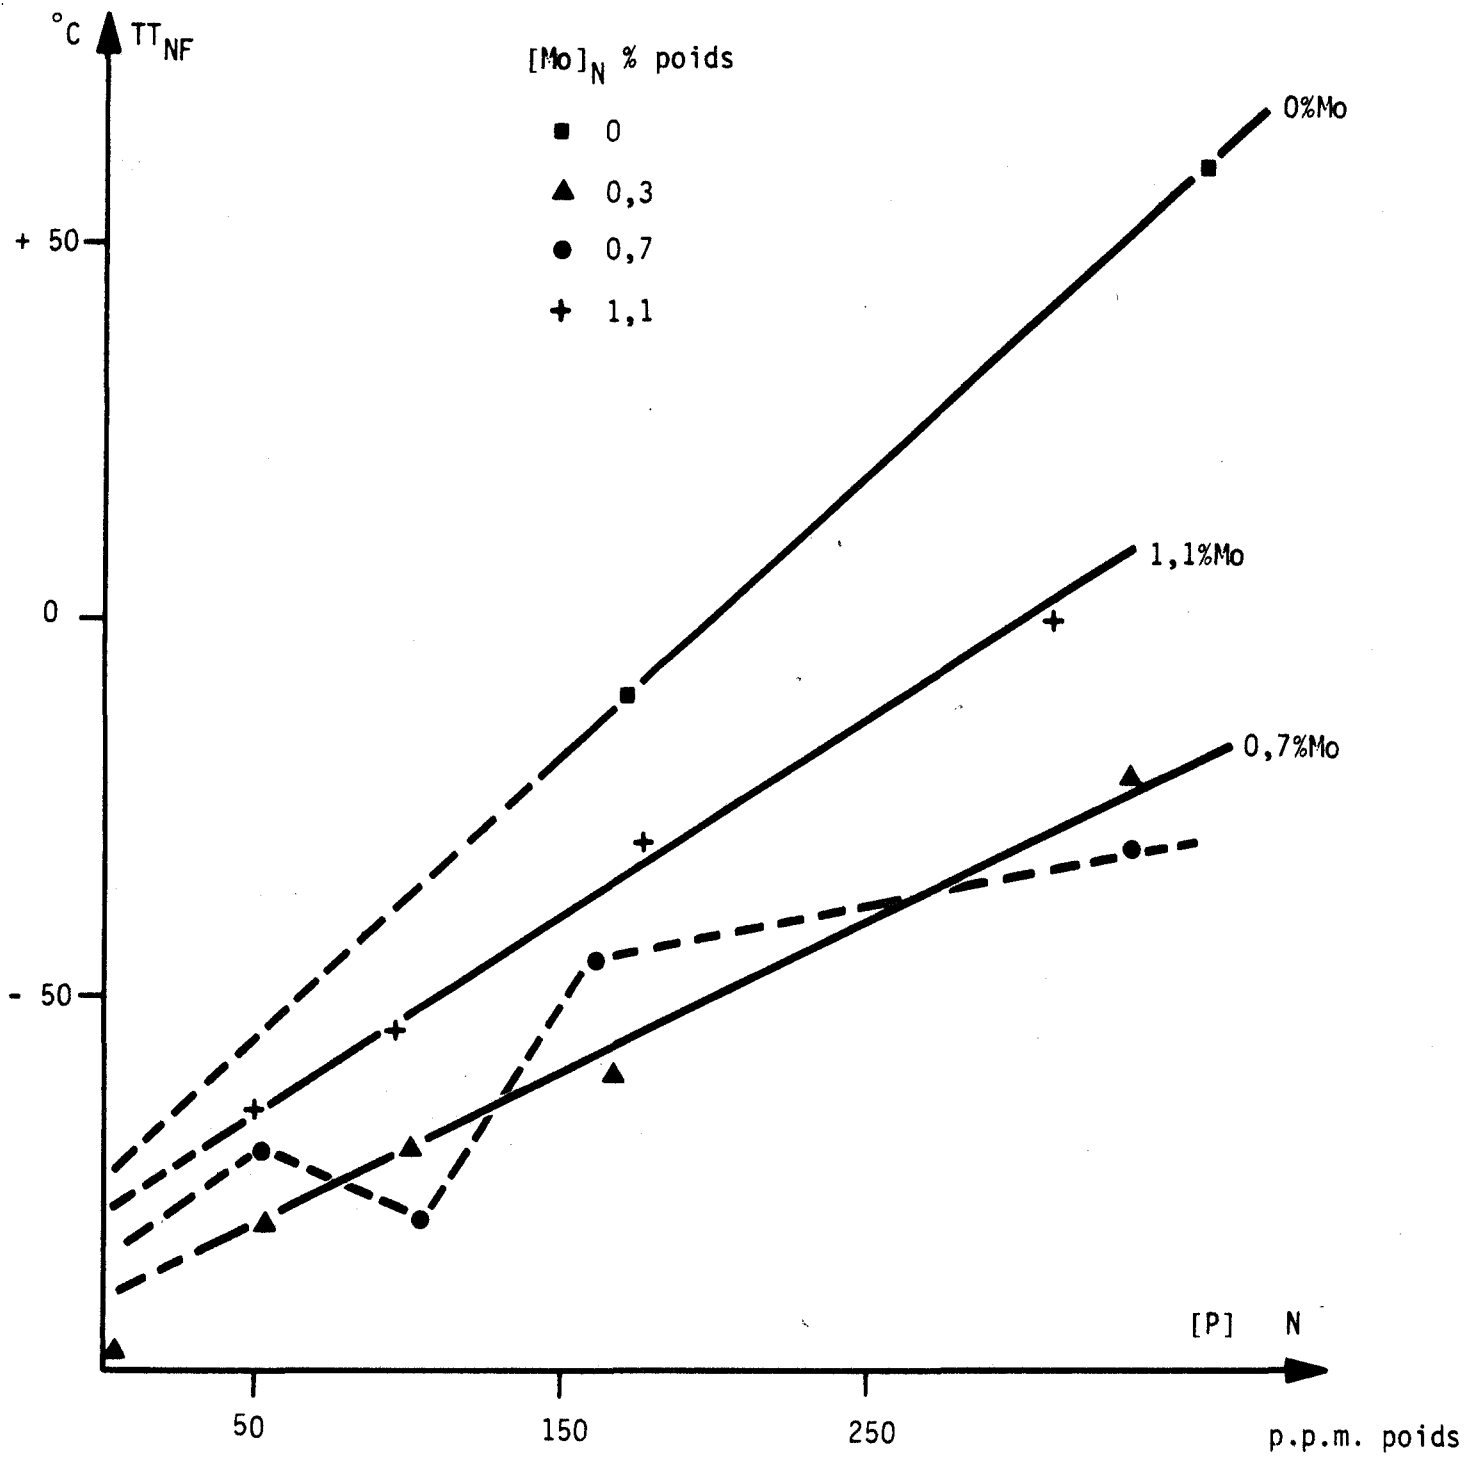 °C TT_NF
[Mo]_N % poids
■ 0
▲ 0,3
● 0,7
+ 1,1
0%Mo
+ 50
1,1%Mo
0
0,7%Mo
- 50
[P] N
50 150 250
p.p.m. poids